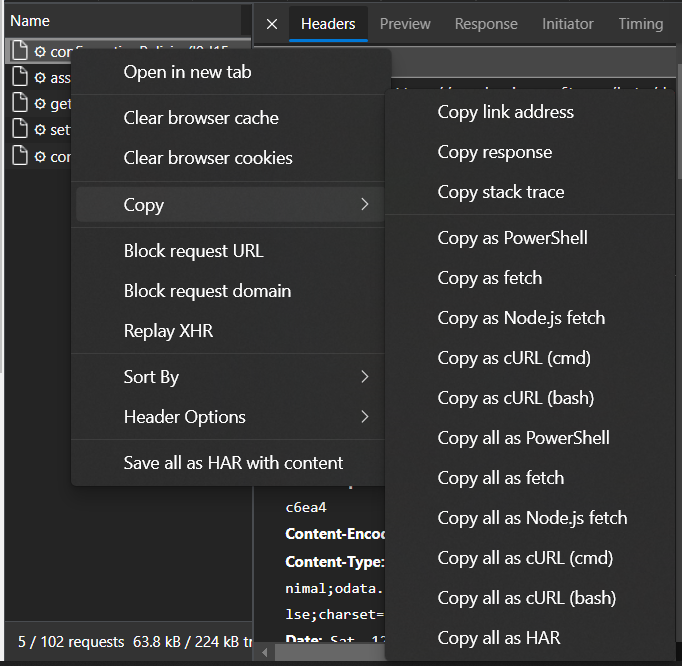 Name
Headers
Preview
Response
Initiator
Timing
ass
get
set
con
Open in new tab
Clear browser cache
Clear browser cookies
Copy
Block request URL
Block request domain
Replay XHR
Sort By
Header Options
Save all as HAR with content
Copy link address
Copy response
Copy stack trace
Copy as PowerShell
Copy as fetch
Copy as Node.js fetch
Copy as cURL (cmd)
Copy as cURL (bash)
Copy all as PowerShell
Copy all as fetch
Copy all as Node.js fetch
Copy all as cURL (cmd)
Copy all as cURL (bash)
Copy all as HAR
c6ea4
Content-Enco
Content-Type:
nimal;odata.
lse;charset=
Date: Sat, 12
5 / 102 requests 63.8 kB / 224 kB tr